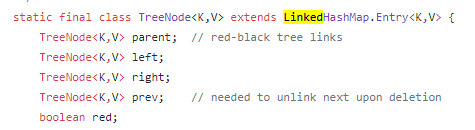 static final class TreeNode<K,V> extends LinkedHashMap.Entry<K,V> {
TreeNode<K,V> parent;  // red-black tree links
TreeNode<K,V> left;
TreeNode<K,V> right;
TreeNode<K,V> prev;    // needed to unlink next upon deletion
boolean red;